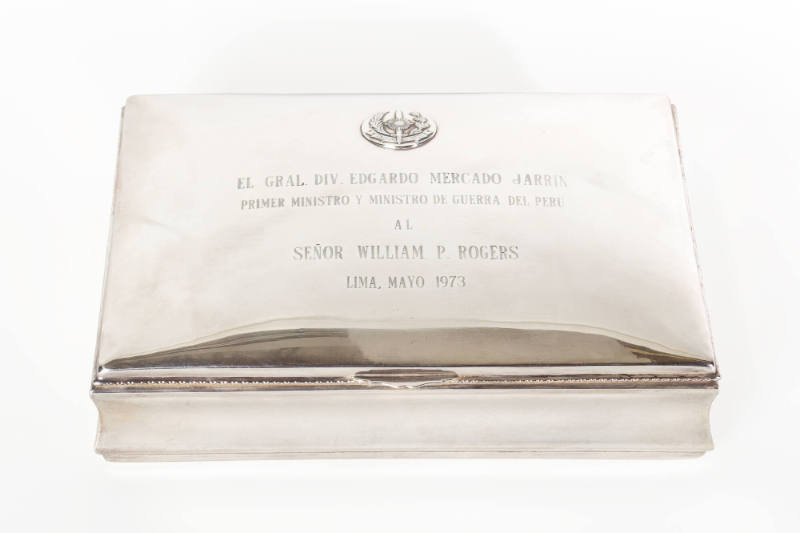 EL GRAL. DIV. EDGARDO MERCADO JARRIN
PRIMER MINISTRO Y MINISTRO DE GUERRA DEL PERU
AL
SEÑOR WILLIAM P. ROGERS
LIMA, MAYO 1973